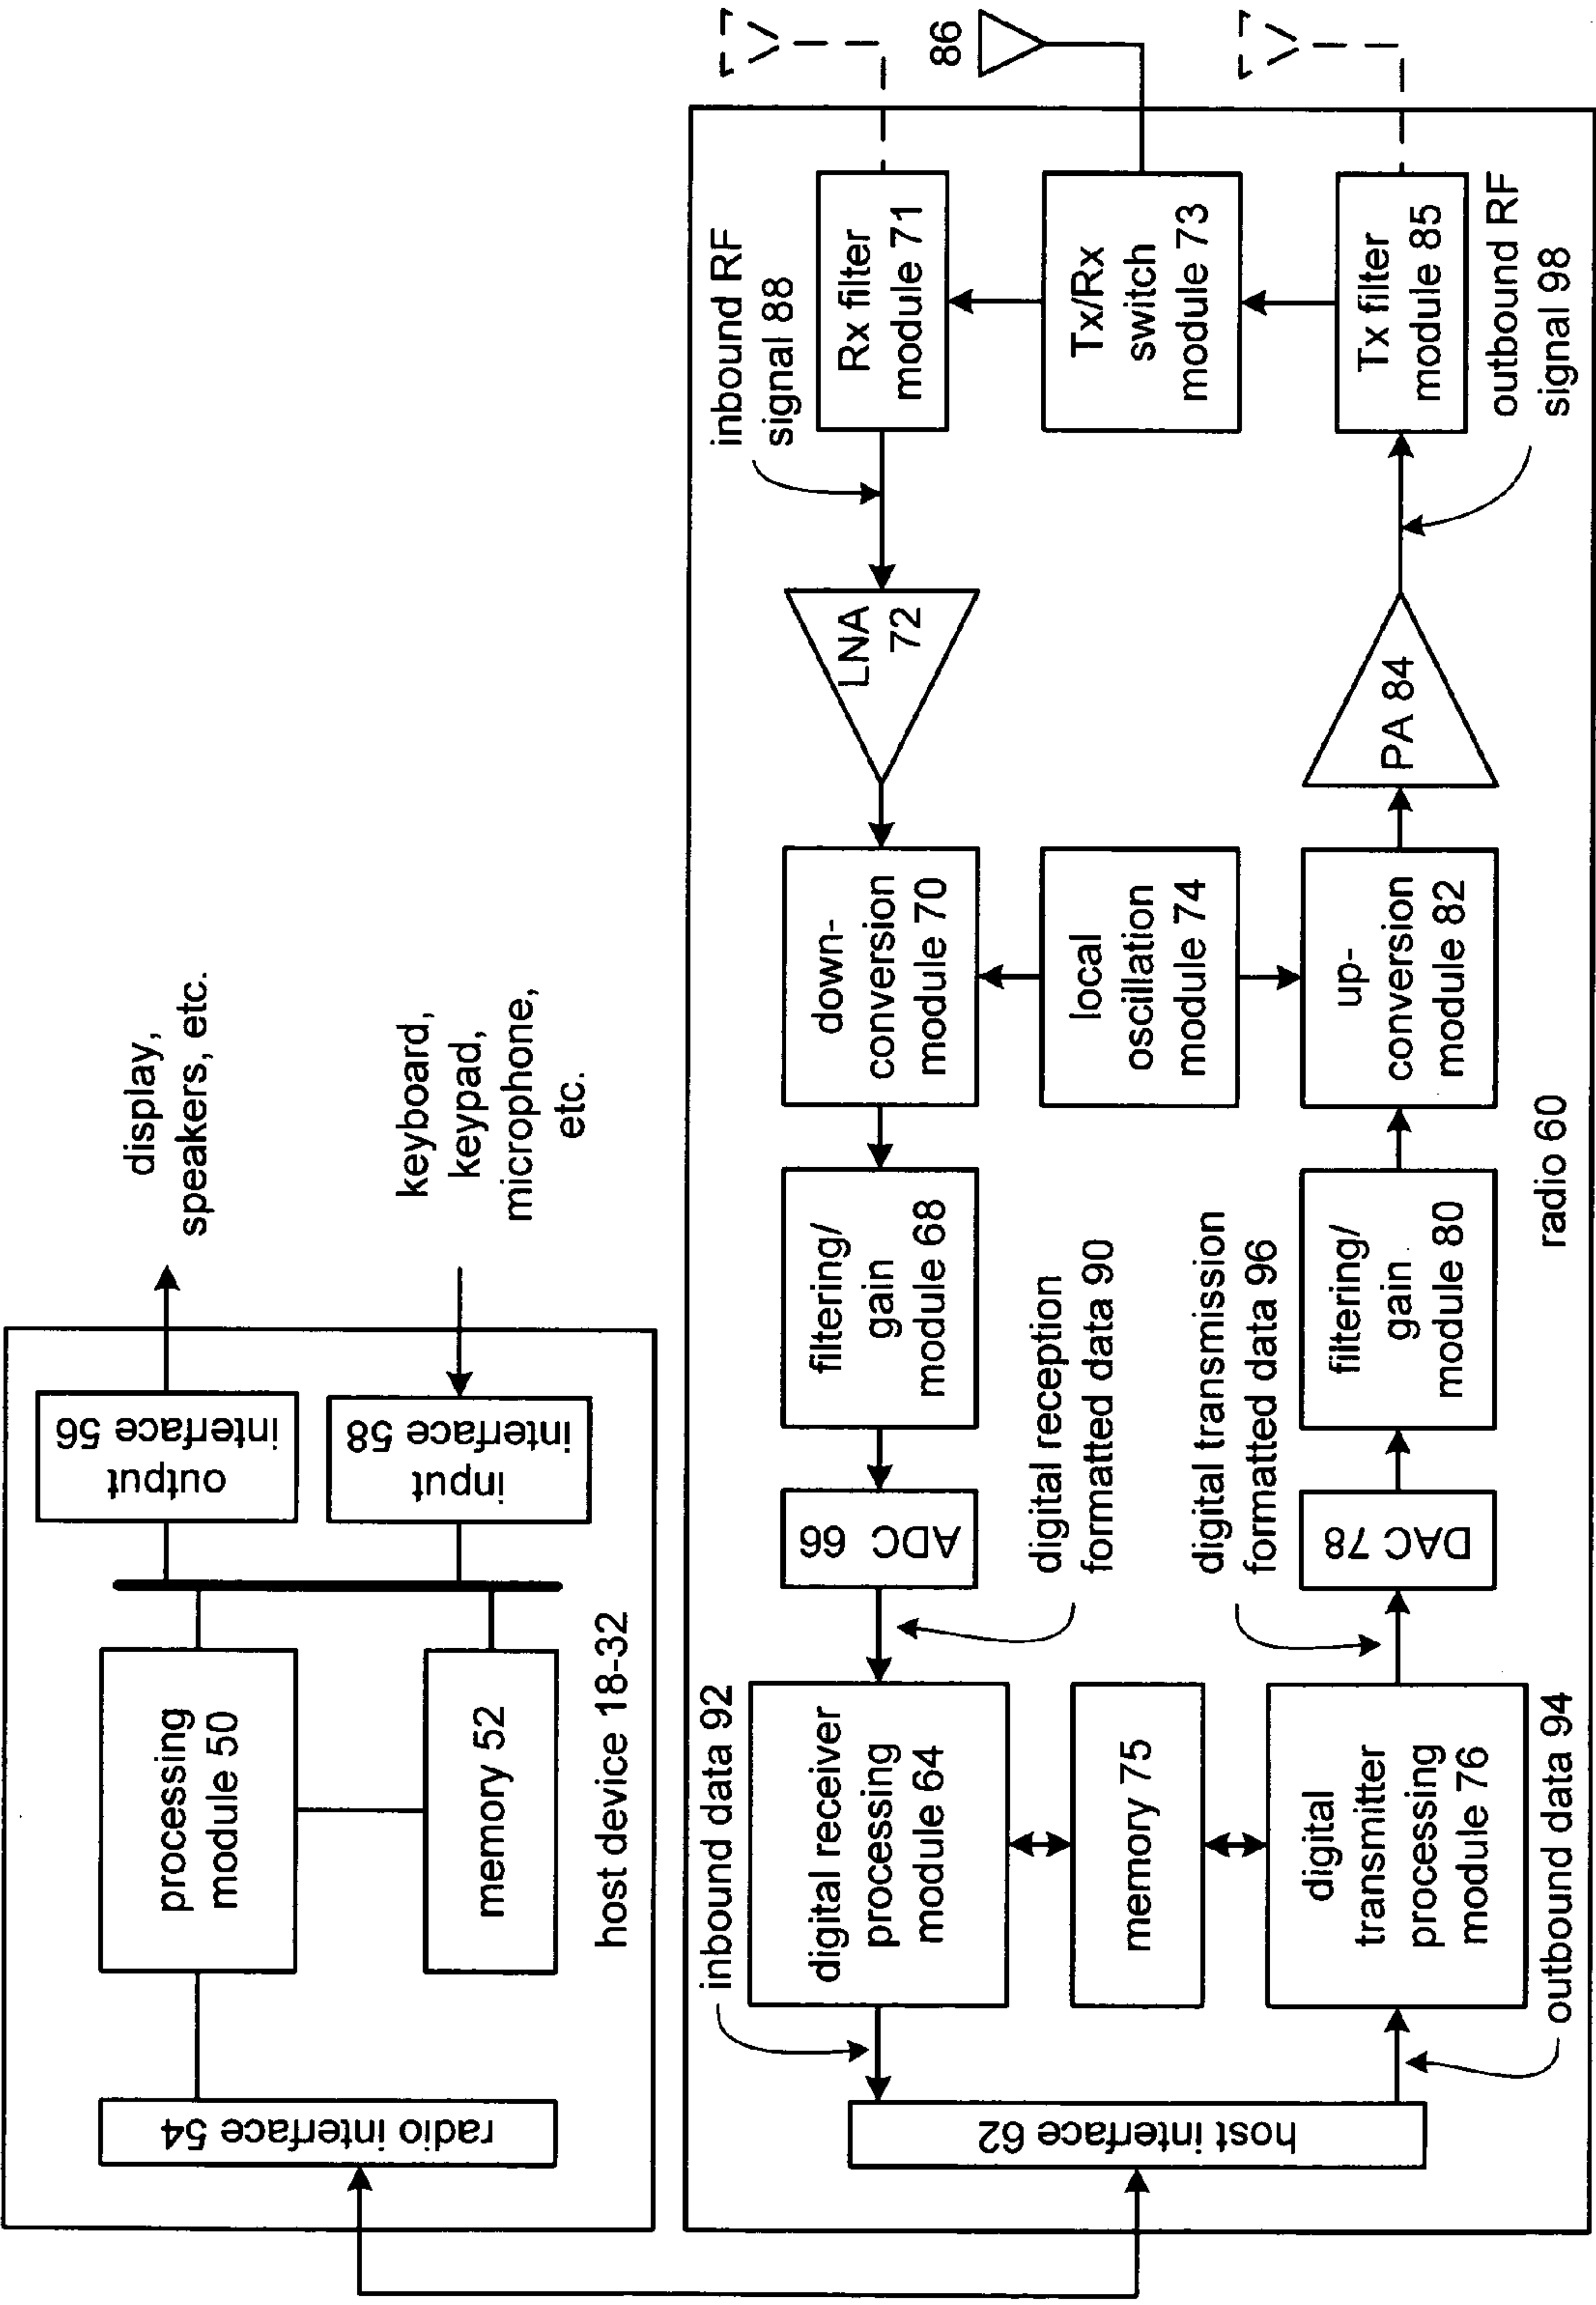 display,
speakers, etc.
keyboard,
keypad,
microphone,
etc.
output
interface 56
input
interface 58
processing
module 50
memory 52
radio interface 54
host device 18-32
86
inbound RF
signal 88
Rx filter
module 71
Tx/Rx
switch
module 73
Tx filter
module 85
outbound RF
signal 98
LNA
72
PA 84
down-
conversion
module 70
local
oscillation
module 74
up-
conversion
module 82
filtering/
gain
module 68
filtering/
gain
module 80
radio 60
digital reception
formatted data 90
digital transmission
formatted data 96
ADC
66
DAC 78
inbound data 92
digital receiver
processing
module 64
memory 75
digital
transmitter
processing
module 76
outbound data 94
host interface 62